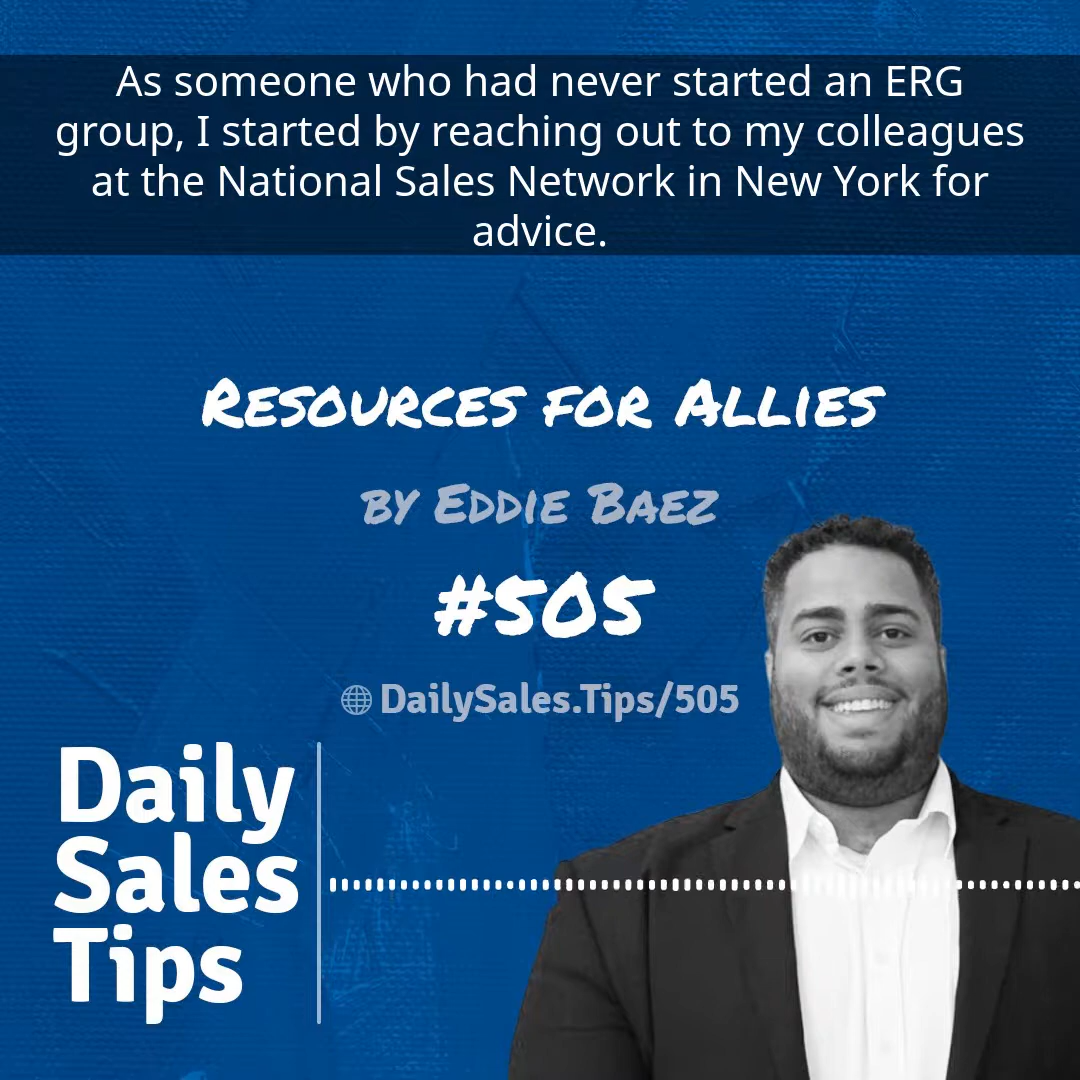 As someone who had never started an ERG
group, I started by reaching out to my colleagues
at the National Sales Network in New York for
advice.
Resources for Allies
by Eddie Baez
#505
DailySales.Tips/505
Daily
Sales
Tips